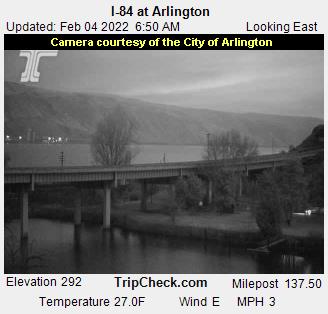 I-84 at Arlington
Updated: Feb 04 2022 6:50 AM Looking East
Camera courtesy of the City of Arlington
Elevation 292 TripCheck.com Milepost 137.50
Temperature 27.0F Wind E MPH 3